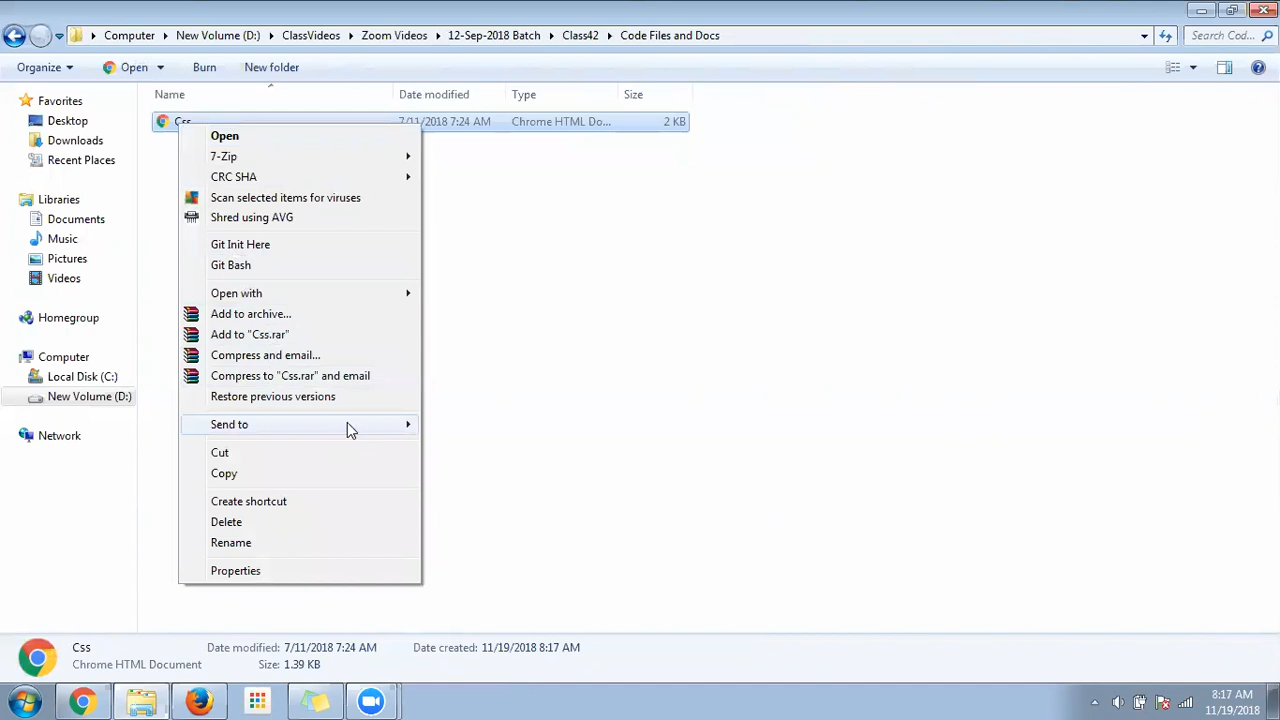 Computer ▸ New Volume (D:) ▸ ClassVideos ▸ Zoom Videos ▸ 12-Sep-2018 Batch ▸ Class42 ▸ Code Files and Docs
Search Cod...
Organize Open Burn New folder
Favorites
Desktop
Downloads
Recent Places
Libraries
Documents
Music
Pictures
Videos
Homegroup
Computer
Local Disk (C:)
New Volume (D:)
Network
Name Date modified Type Size
Css 7/11/2018 7:24 AM Chrome HTML Do... 2 KB
Open
7-Zip
CRC SHA
Scan selected items for viruses
Shred using AVG
Git Init Here
Git Bash
Open with
Add to archive...
Add to "Css.rar"
Compress and email...
Compress to "Css.rar" and email
Restore previous versions
Send to
Cut
Copy
Create shortcut
Delete
Rename
Properties
Css Date modified: 7/11/2018 7:24 AM Date created: 11/19/2018 8:17 AM
Chrome HTML Document Size: 1.39 KB
8:17 AM
11/19/2018